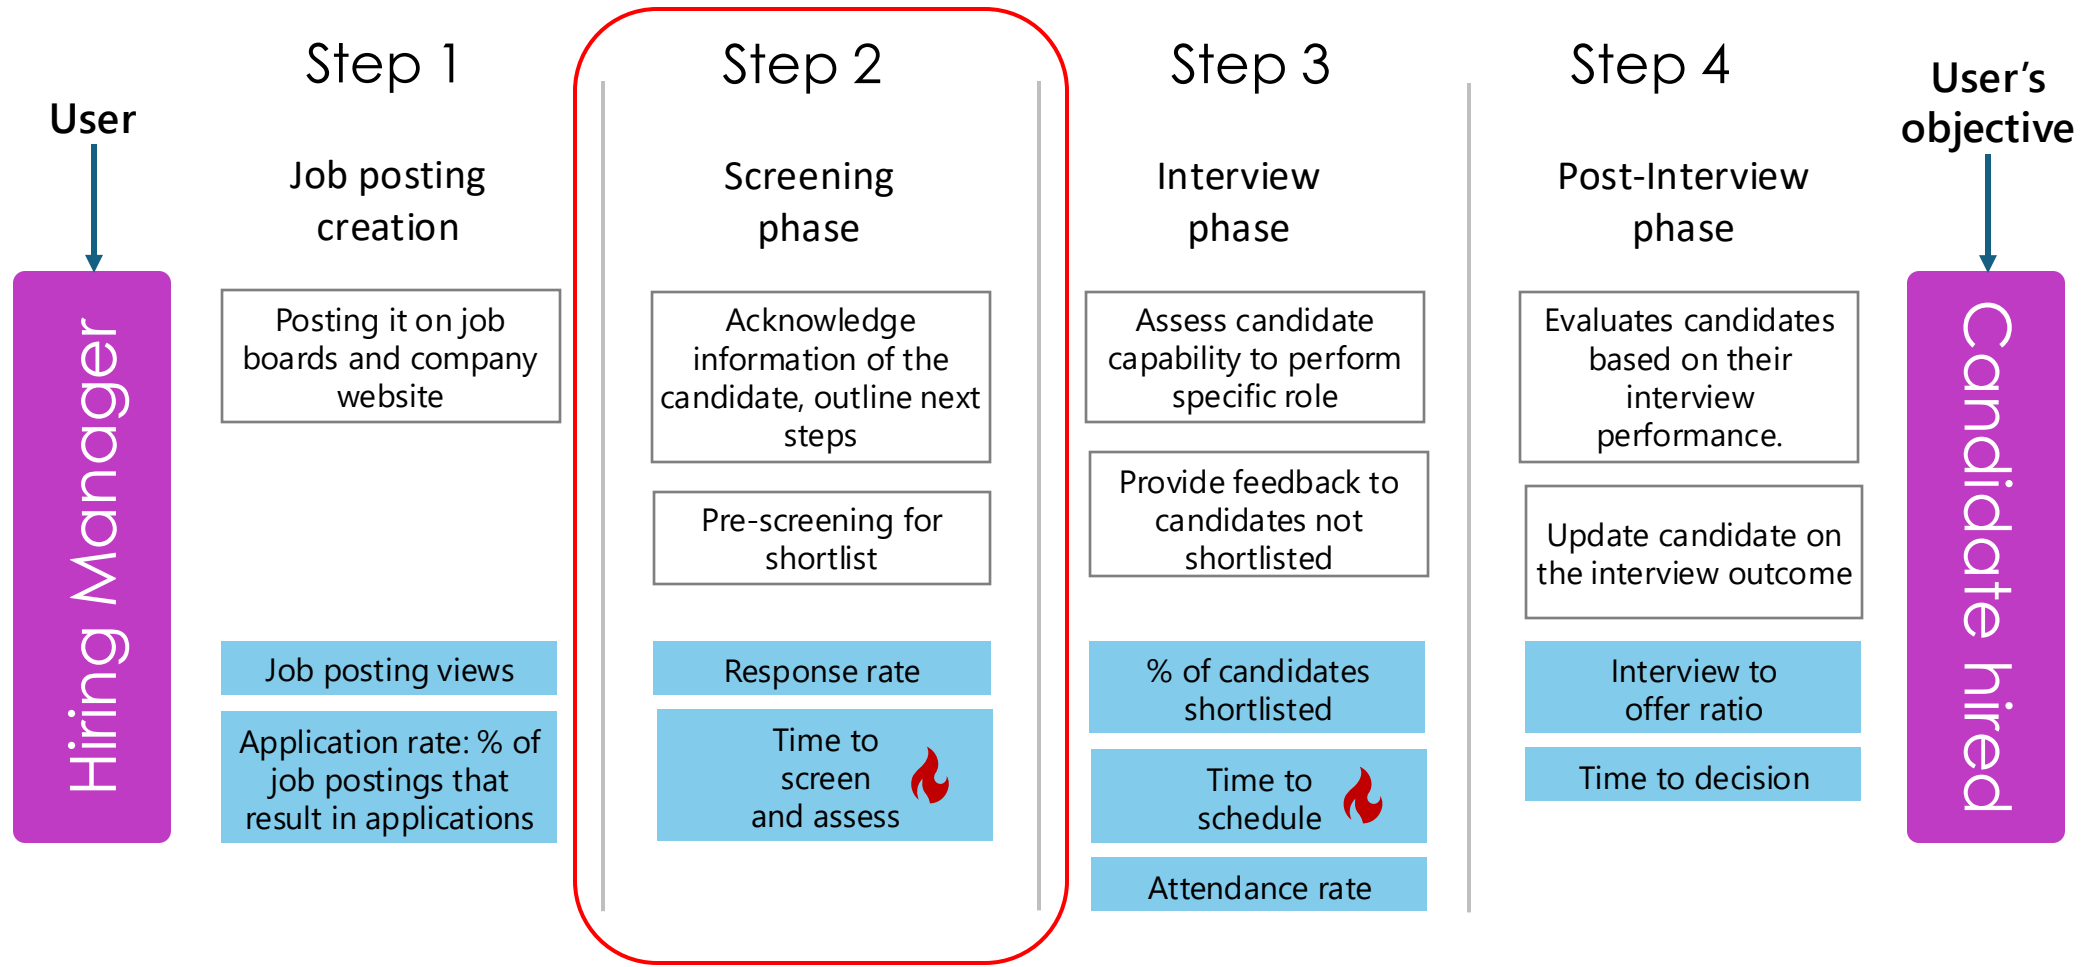 User
Hiring Manager
Step 1
Job posting
creation
Posting it on job
boards and company
website
Job posting views
Application rate: % of
job postings that
result in applications
Step 2
Screening
phase
Acknowledge
information of the
candidate, outline next
steps
Pre-screening for
shortlist
Response rate
Time to
screen
and assess
Step 3
Interview
phase
Assess candidate
capability to perform
specific role
Provide feedback to
candidates not
shortlisted
% of candidates
shortlisted
Time to
schedule
Attendance rate
Step 4
Post-Interview
phase
Evaluates candidates
based on their
interview
performance.
Update candidate on
the interview outcome
Interview to
offer ratio
Time to decision
User’s
objective
Candidate hired